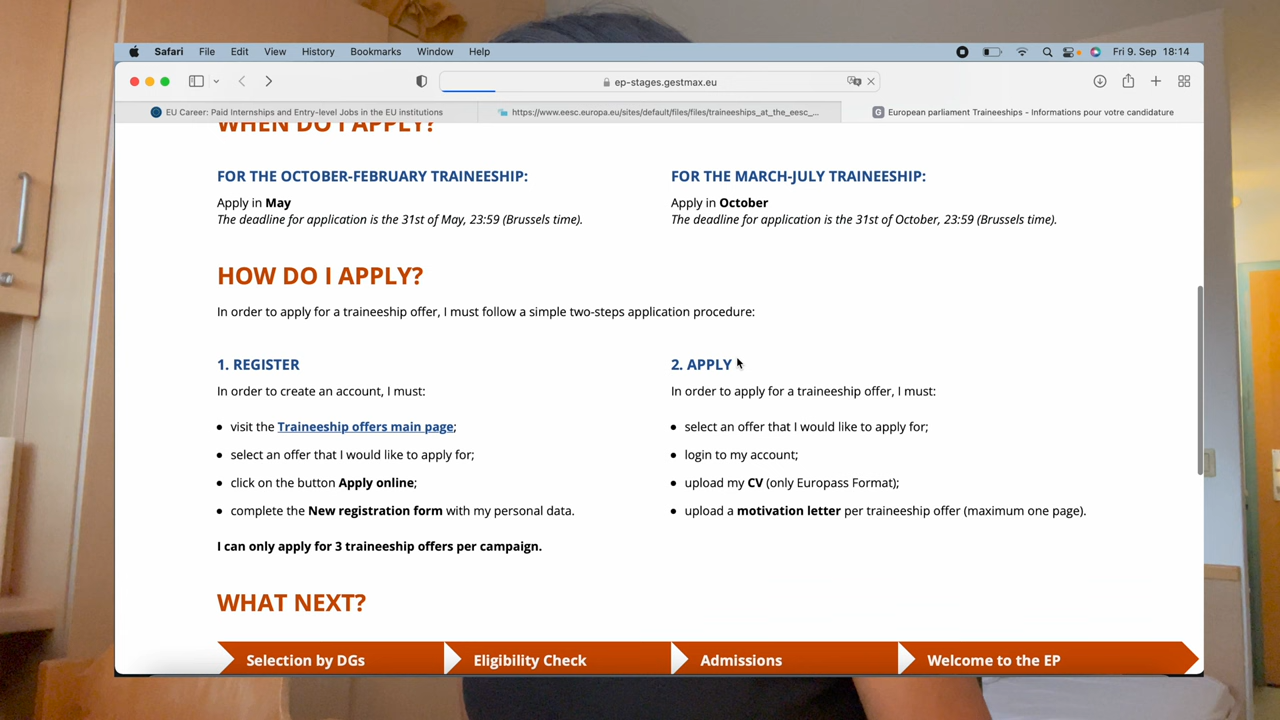 Safari File Edit View History Bookmarks Window Help Fri 9. Sep 18:14
ep-stages.gestmax.eu
EU Career: Paid Internships and Entry-level Jobs in the EU institutions
https://www.eesc.europa.eu/sites/default/files/files/traineeships_at_the_eesc_...
European parliament Traineeships - Informations pour votre candidature
WHEN DO I APPLY?
FOR THE OCTOBER-FEBRUARY TRAINEESHIP:
Apply in May
The deadline for application is the 31st of May, 23:59 (Brussels time).
FOR THE MARCH-JULY TRAINEESHIP:
Apply in October
The deadline for application is the 31st of October, 23:59 (Brussels time).
HOW DO I APPLY?
In order to apply for a traineeship offer, I must follow a simple two-steps application procedure:
1. REGISTER
In order to create an account, I must:
• visit the Traineeship offers main page;
• select an offer that I would like to apply for;
• click on the button Apply online;
• complete the New registration form with my personal data.
I can only apply for 3 traineeship offers per campaign.
2. APPLY
In order to apply for a traineeship offer, I must:
• select an offer that I would like to apply for;
• login to my account;
• upload my CV (only Europass Format);
• upload a motivation letter per traineeship offer (maximum one page).
WHAT NEXT?
Selection by DGs
Eligibility Check
Admissions
Welcome to the EP